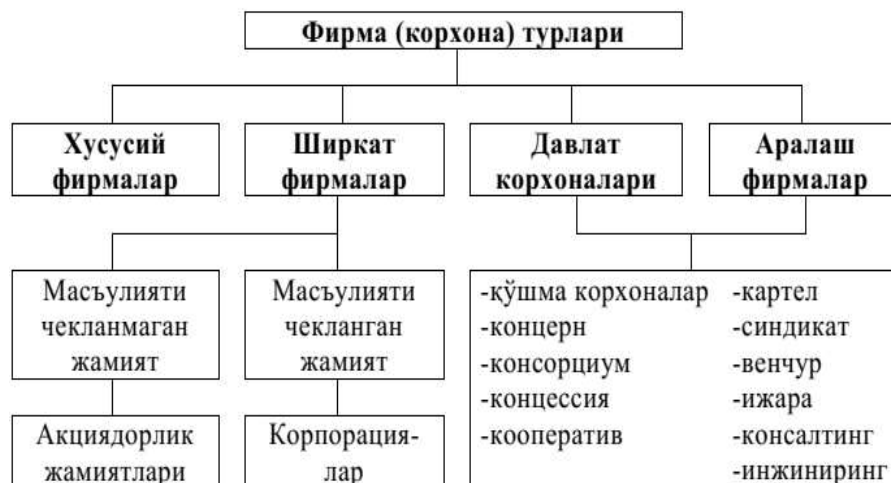 Фирма (корхона) турлари
Хусусий
фирмалар
Ширкат
фирмалар
Давлат
корхоналари
Аралаш
фирмалар
Масъулияти
чекланмаган
жамият
Масъулияти
чекланган
жамият
-қўшма корхоналар
-концерн
-консорциум
-концессия
-кооператив
-картел
-синдикат
-венчур
-ижара
-консалтинг
-инжиниринг
Акциядорлик
жамиятлари
Корпорация-
лар